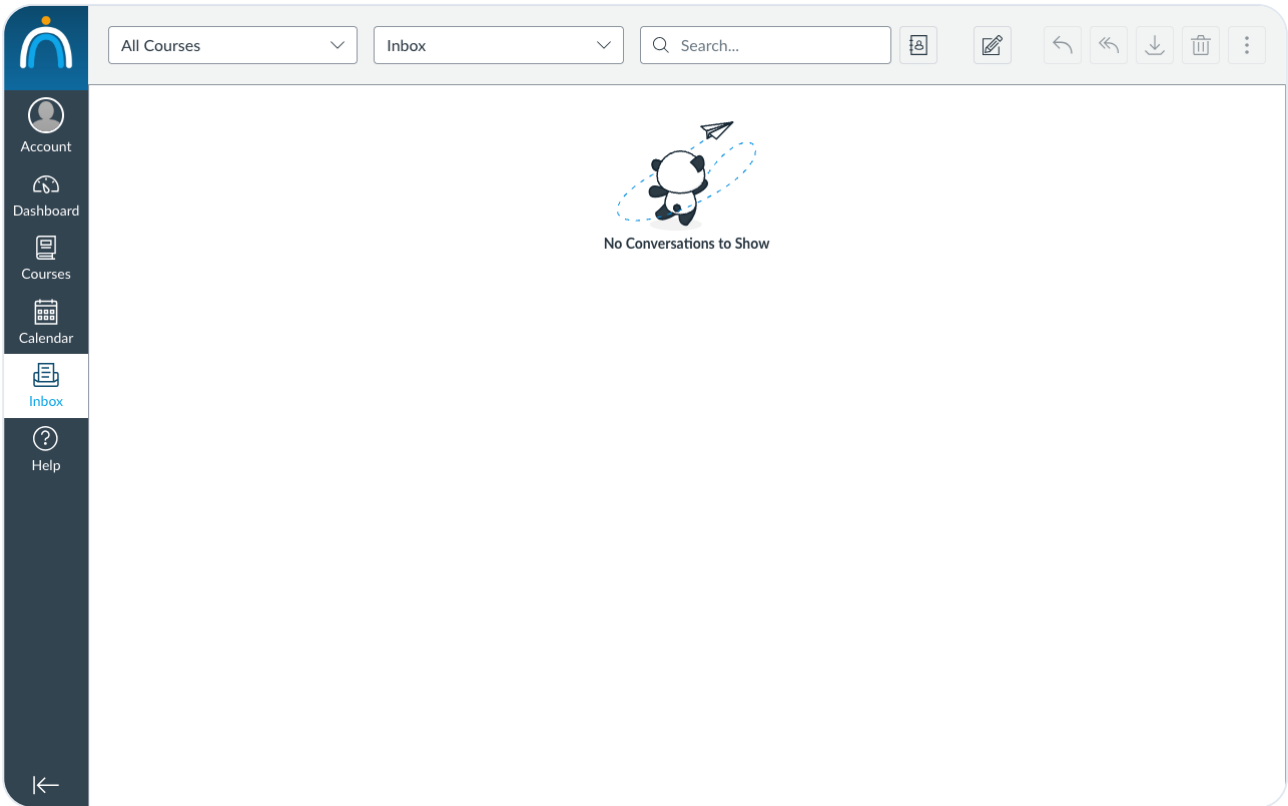 All Courses
Inbox
Search...
Account
Dashboard
Courses
Calendar
Inbox
Help
No Conversations to Show